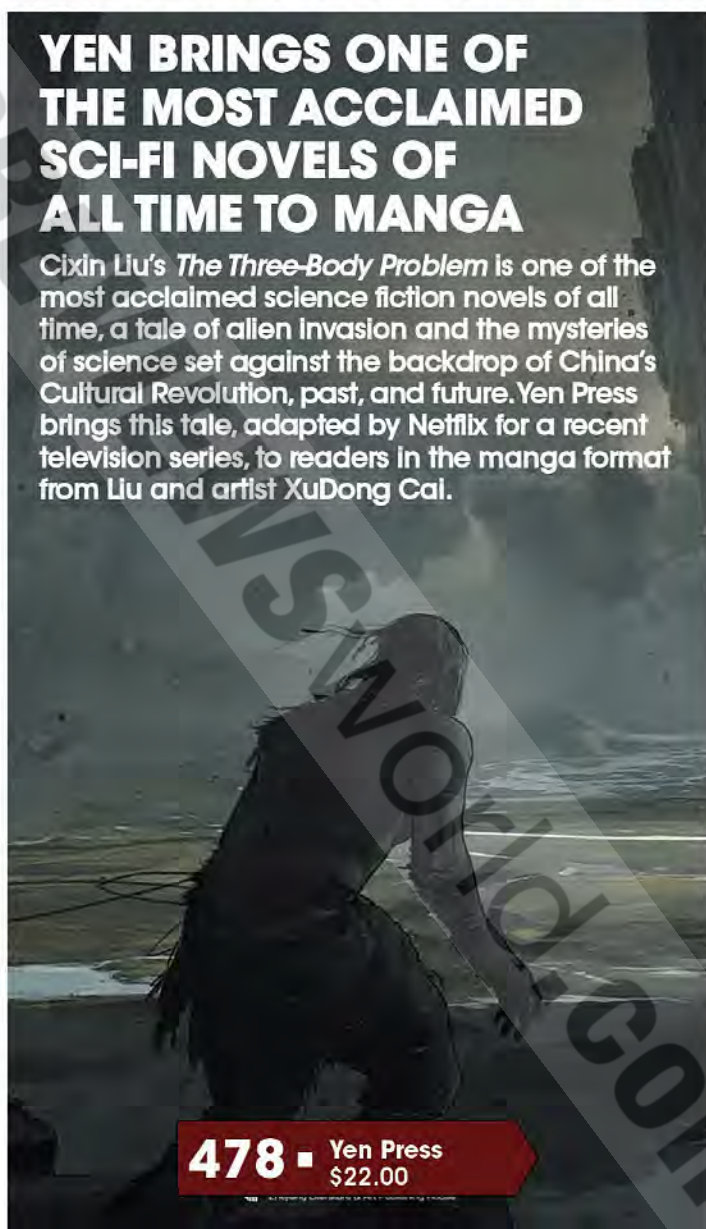 YEN BRINGS ONE OF
THE MOST ACCLAIMED
SCI-FI NOVELS OF
ALL TIME TO MANGA
Cixin Liu's The Three-Body Problem is one of the
most acclaimed science fiction novels of all
time, a tale of alien invasion and the mysteries
of science set against the backdrop of China's
Cultural Revolution, past, and future. Yen Press
brings this tale, adapted by Netflix for a recent
television series, to readers in the manga format
from Liu and artist XuDong Cai.
PREVIEWSworld.com
478 ▪ Yen Press
$22.00